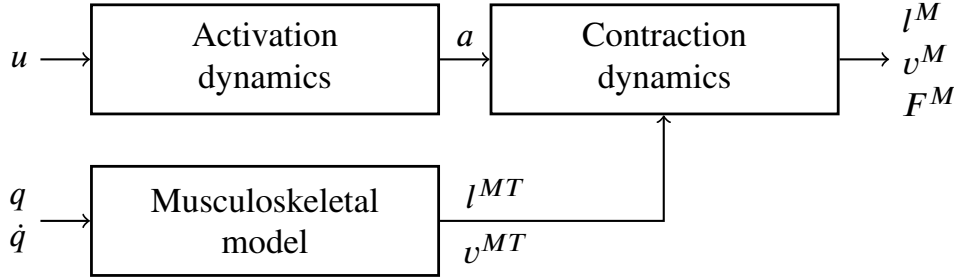 u
Activation
dynamics
a
Contraction
dynamics
l^M
v^M
F^M
q
q̇
Musculoskeletal
model
l^{MT}
v^{MT}